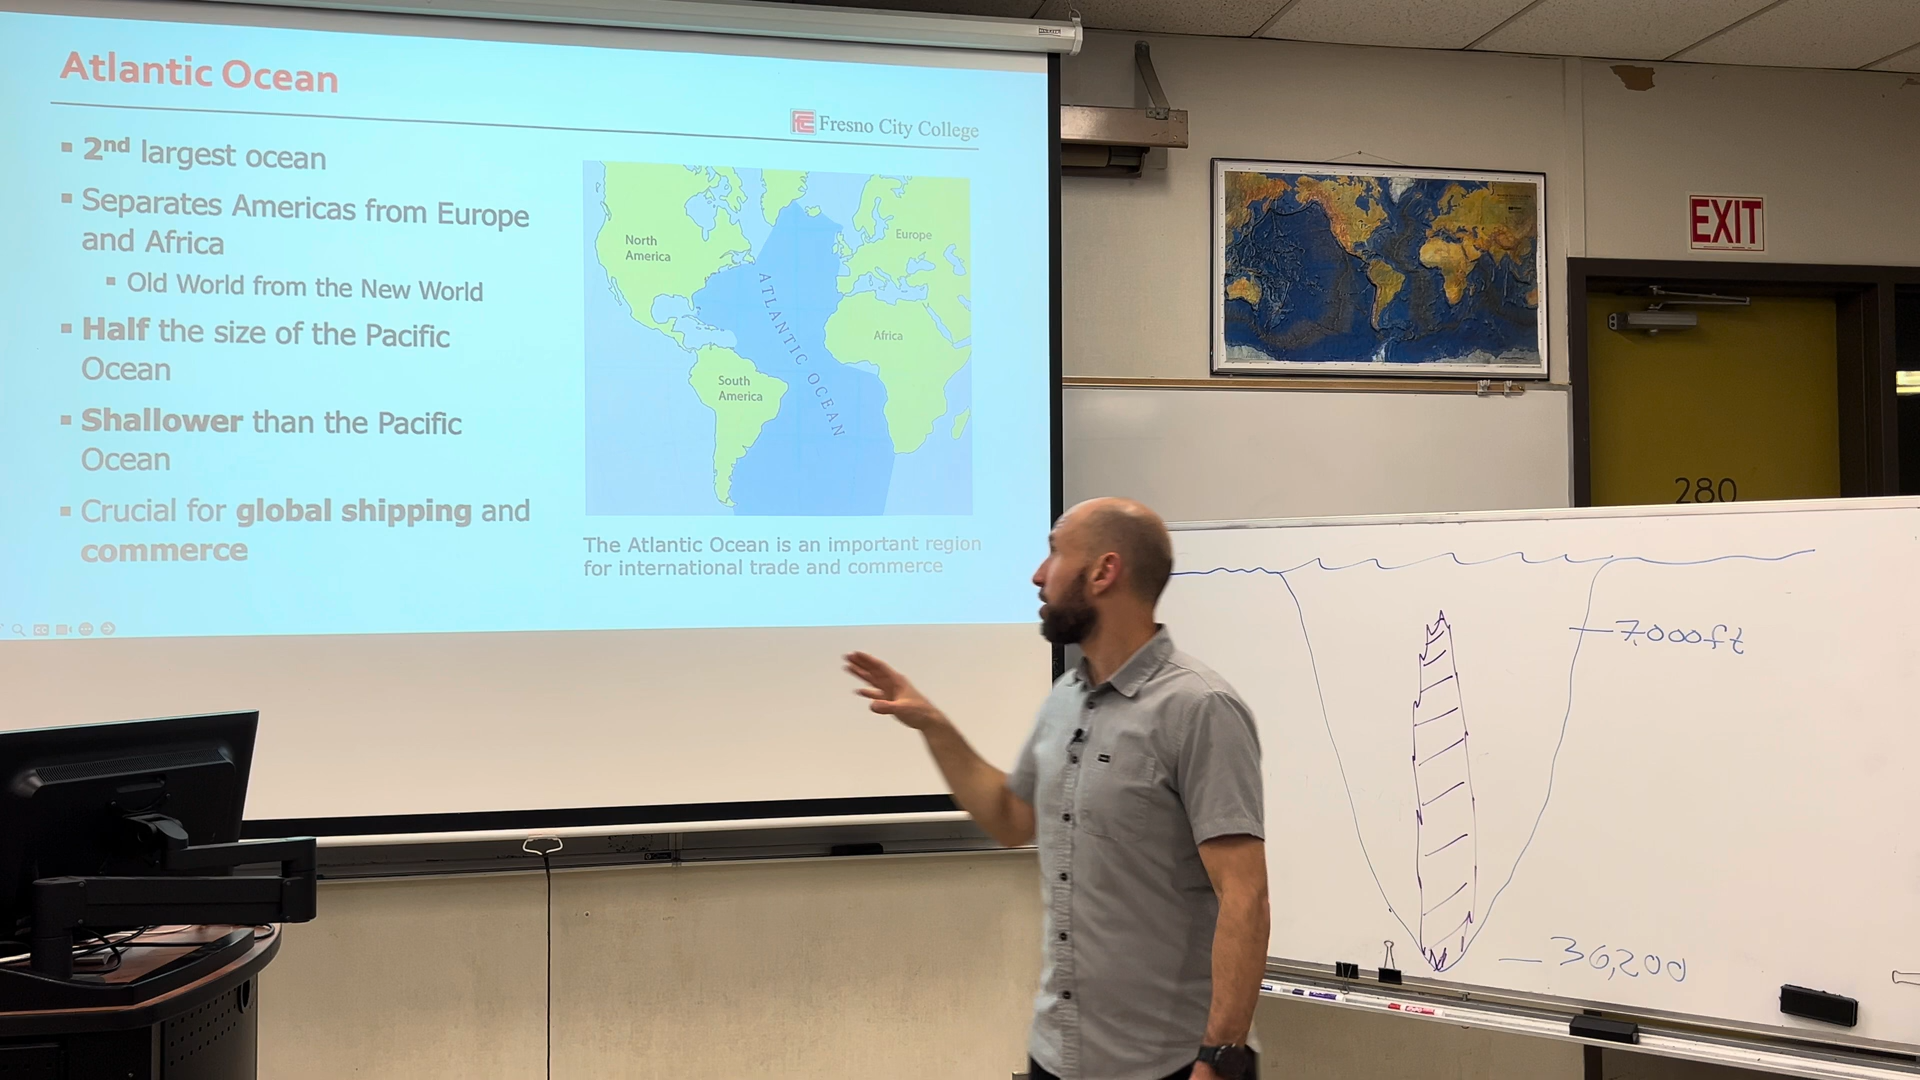 Atlantic Ocean
Fresno City College
▪ 2nd largest ocean
▪ Separates Americas from Europe
and Africa
▪ Old World from the New World
▪ Half the size of the Pacific
Ocean
▪ Shallower than the Pacific
Ocean
▪ Crucial for global shipping and
commerce
North
America
Europe
ATLANTIC OCEAN
Africa
South
America
The Atlantic Ocean is an important region
for international trade and commerce
EXIT
280
7,000ft
36,200